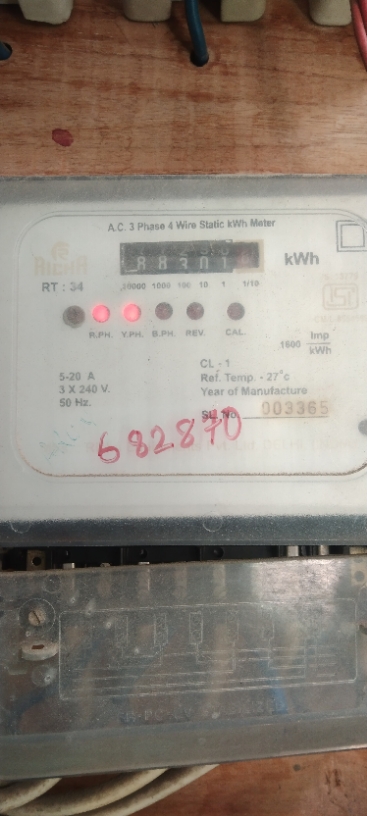 A.C. 3 Phase 4 Wire Static kWh Meter
kWh
RT : 34
10000 1000 100 10 1 1/10
R.PH. Y.PH. B.PH. REV. CAL.
1600 Imp/kWh
CL - 1
5-20 A
Ref. Temp. - 27°c
3 X 240 V.
Year of Manufacture
50 Hz.
SL. No. 003365
682870